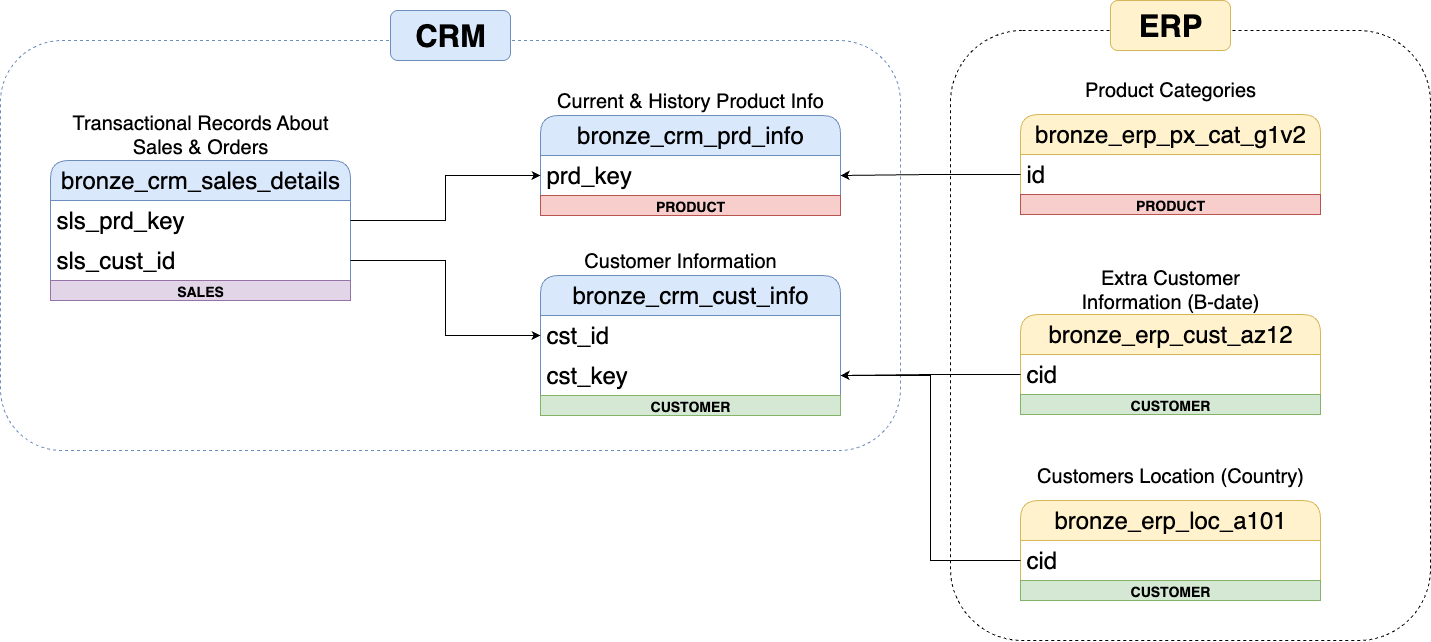 CRM
Transactional Records About
Sales & Orders
bronze_crm_sales_details
sls_prd_key
sls_cust_id
SALES
Current & History Product Info
bronze_crm_prd_info
prd_key
PRODUCT
Customer Information
bronze_crm_cust_info
cst_id
cst_key
CUSTOMER
ERP
Product Categories
bronze_erp_px_cat_g1v2
id
PRODUCT
Extra Customer
Information (B-date)
bronze_erp_cust_az12
cid
CUSTOMER
Customers Location (Country)
bronze_erp_loc_a101
cid
CUSTOMER